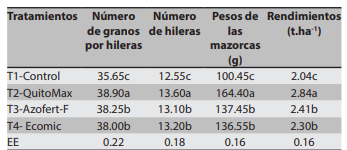 Tratamientos Número de granos por hileras Número de hileras Pesos de las mazorcas (g) Rendimientos (t.ha⁻¹)
T1-Control 35.65c 12.55c 100.45c 2.04c
T2-QuitoMax 38.90a 13.60a 164.40a 2.84a
T3-Azofert-F 38.25b 13.10b 137.45b 2.41b
T4- Ecomic 38.00b 13.20b 136.55b 2.30b
EE 0.22 0.18 0.16 0.16